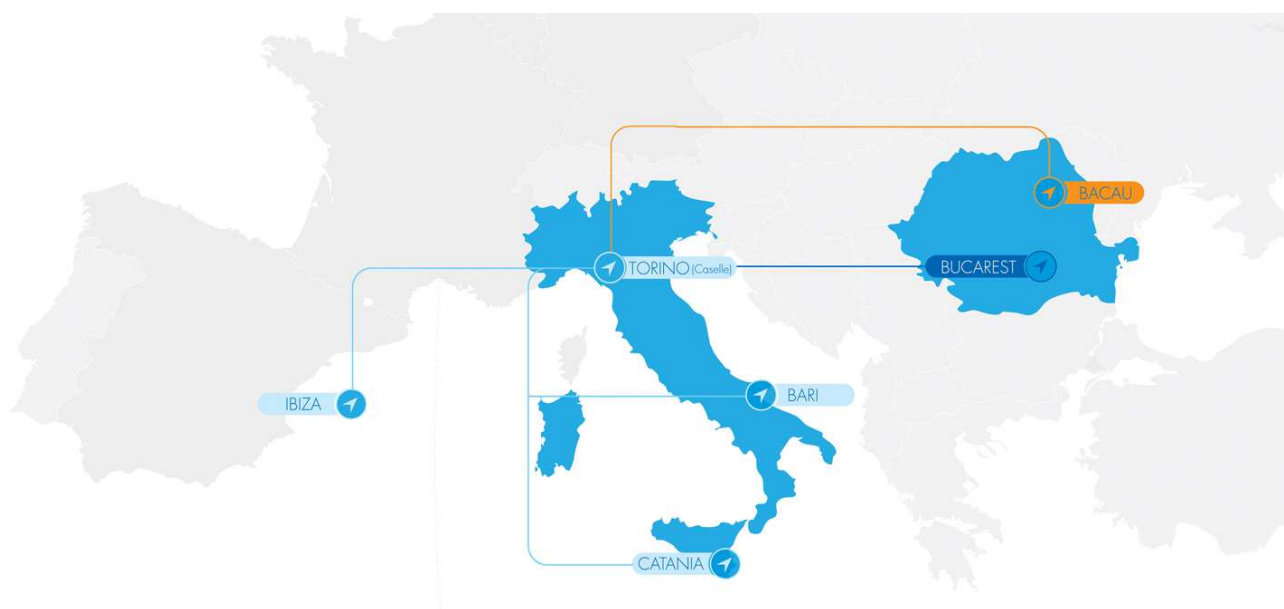 BACAU
TORINO (Caselle)
BUCAREST
IBIZA
BARI
CATANIA